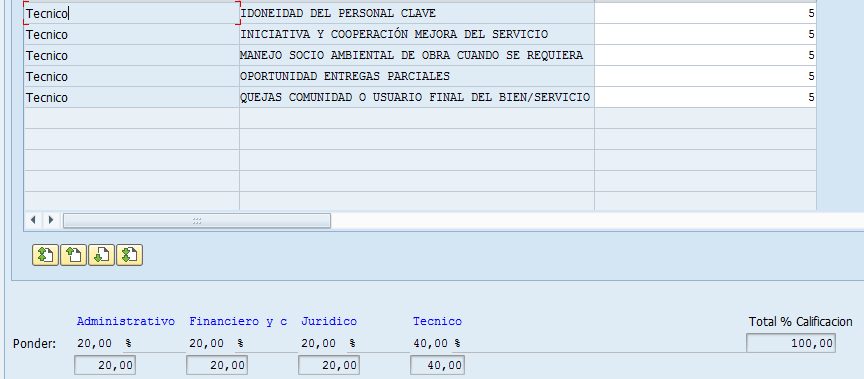 Tecnico IDONEIDAD DEL PERSONAL CLAVE 5
Tecnico INICIATIVA Y COOPERACIÓN MEJORA DEL SERVICIO 5
Tecnico MANEJO SOCIO AMBIENTAL DE OBRA CUANDO SE REQUIERA 5
Tecnico OPORTUNIDAD ENTREGAS PARCIALES 5
Tecnico QUEJAS COMUNIDAD O USUARIO FINAL DEL BIEN/SERVICIO 5
Administrativo Financiero y c Juridico Tecnico Total % Calificacion
Ponder: 20,00 % 20,00 % 20,00 % 40,00 % 100,00
20,00 20,00 20,00 40,00